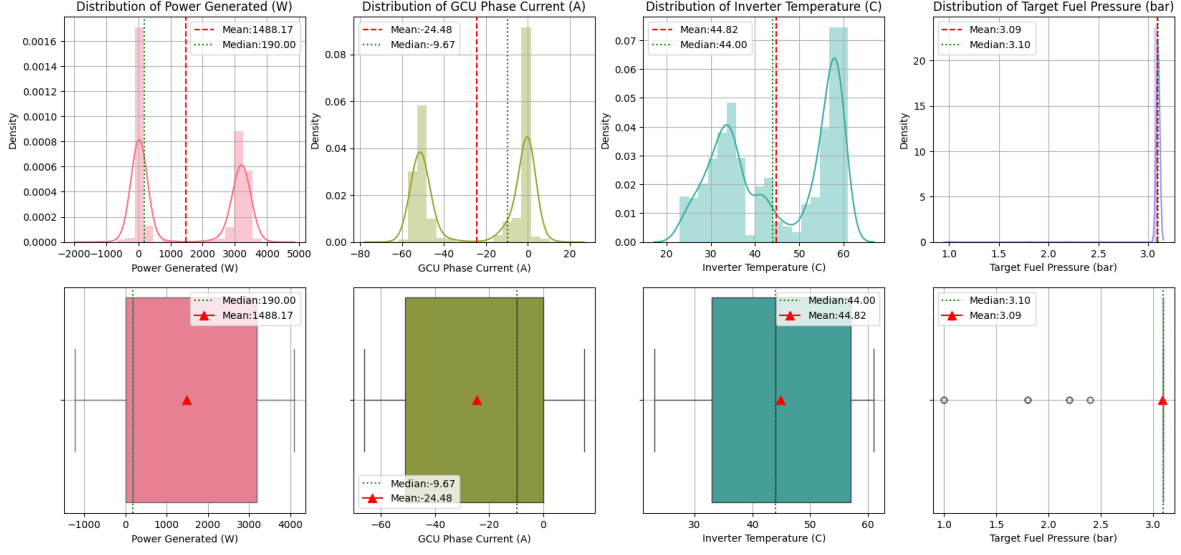 Distribution of Power Generated (W)
Mean:1488.17
Median:190.00
Density
0.0016
0.0014
0.0012
0.0010
0.0008
0.0006
0.0004
0.0002
0.0000
-2000 -1000 0 1000 2000 3000 4000 5000
Power Generated (W)
Distribution of GCU Phase Current (A)
Mean:-24.48
Median:-9.67
Density
0.08
0.06
0.04
0.02
0.00
-80 -60 -40 -20 0 20
GCU Phase Current (A)
Distribution of Inverter Temperature (C)
Mean:44.82
Median:44.00
Density
0.07
0.06
0.05
0.04
0.03
0.02
0.01
0.00
20 30 40 50 60
Inverter Temperature (C)
Distribution of Target Fuel Pressure (bar)
Mean:3.09
Median:3.10
Density
20
15
10
5
0
1.0 1.5 2.0 2.5 3.0
Target Fuel Pressure (bar)
Median:190.00
Mean:1488.17
-1000 0 1000 2000 3000 4000
Power Generated (W)
Median:-9.67
Mean:-24.48
-60 -40 -20 0
GCU Phase Current (A)
Median:44.00
Mean:44.82
30 40 50 60
Inverter Temperature (C)
Median:3.10
Mean:3.09
1.0 1.5 2.0 2.5 3.0
Target Fuel Pressure (bar)